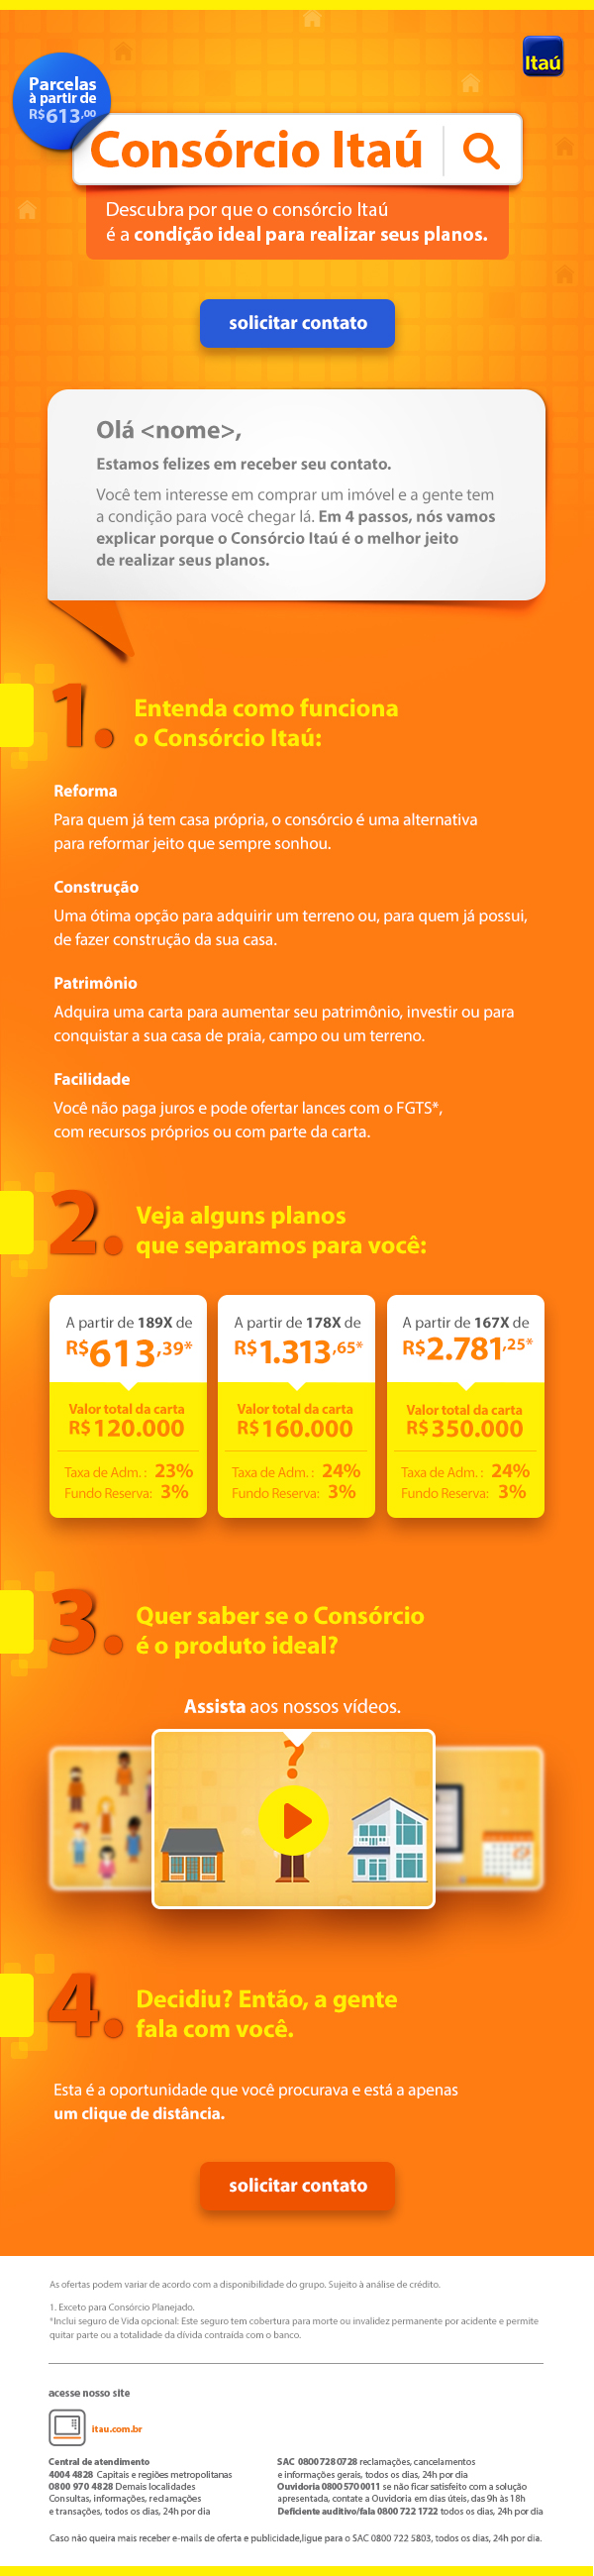 Itaú
Parcelas
à partir de
R$613,00
Consórcio Itaú
Descubra por que o consórcio Itaú
é a condíção ideal para realizar seus planos.
solicitar contato
Olá <nome>,
Estamos felizes em receber seu contato.
Você tem interesse em comprar um imóvel e a gente tem
a condição para você chegar lá. Em 4 passos, nós vamos
explicar porque o Consórcio Itaú é o melhor jeito
de realizar seus planos.
1. Entenda como funciona
o Consórcio Itaú:
Reforma
Para quem já tem casa própria, o consórcio é uma alternativa
para reformar jeito que sempre sonhou.
Construção
Uma ótima opção para adquirir um terreno ou, para quem já possui,
de fazer construção da sua casa.
Patrimônio
Adquira uma carta para aumentar seu patrimônio, investir ou para
conquistar a sua casa de praia, campo ou um terreno.
Facilidade
Você não paga juros e pode ofertar lances com o FGTS*,
com recursos próprios ou com parte da carta.
2. Veja alguns planos
que separamos para você:
A partir de 189X de
R$613,39*
Valor total da carta
R$120.000
Taxa de Adm. : 23%
Fundo Reserva: 3%
A partir de 178X de
R$1.313,65*
Valor total da carta
R$160.000
Taxa de Adm. : 24%
Fundo Reserva: 3%
A partir de 167X de
R$2.781,25*
Valor total da carta
R$350.000
Taxa de Adm. : 24%
Fundo Reserva: 3%
3. Quer saber se o Consórcio
é o produto ideal?
Assista aos nossos vídeos.
?
4. Decidiu? Então, a gente
fala com você.
Esta é a oportunidade que você procurava e está a apenas
um clique de distância.
solicitar contato
As ofertas podem variar de acordo com a disponibilidade do grupo. Sujeito à análise de crédito.
1. Exceto para Consórcio Planejado.
*Inclui seguro de Vida opcional: Este seguro tem cobertura para morte ou invalidez permanente por acidente e permite
quitar parte ou a totalidade da dívida contraída com o banco.
acesse nosso site
itau.com.br
Central de atendimento
4004 4828 Capitais e regiões metropolitanas
0800 970 4828 Demais localidades
Consultas, informações, reclamações
e transações, todos os dias, 24h por dia
SAC 0800 728 0728 reclamações, cancelamentos
e informações gerais, todos os dias, 24h por dia
Ouvidoria 0800 570 0011 se não ficar satisfeito com a solução
apresentada, contate a Ouvidoria em dias úteis, das 9h às 18h
Deficiente auditivo/fala 0800 722 1722 todos os dias, 24h por dia
Caso não queira mais receber e-mails de oferta e publicidade,ligue para o SAC 0800 722 5803, todos os dias, 24h por dia.